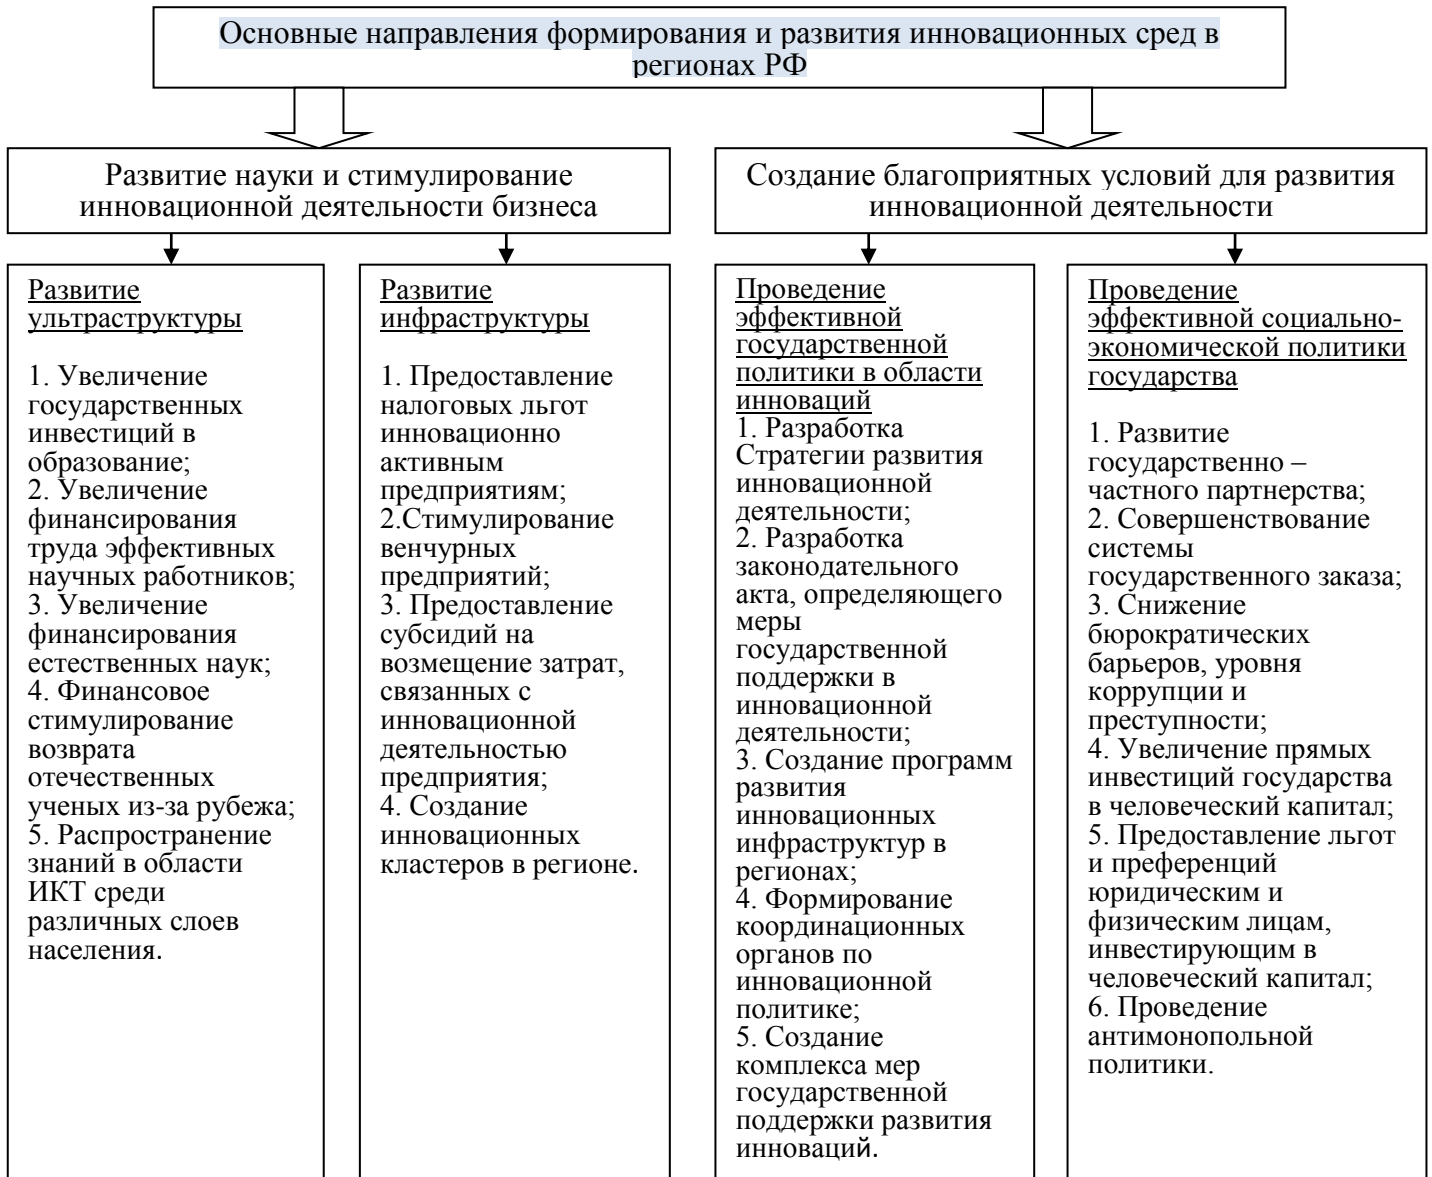 Основные направления формирования и развития инновационных сред в
регионах РФ
Развитие науки и стимулирование
инновационной деятельности бизнеса
Создание благоприятных условий для развития
инновационной деятельности
Развитие
ультраструктуры
1. Увеличение
государственных
инвестиций в
образование;
2. Увеличение
финансирования
труда эффективных
научных работников;
3. Увеличение
финансирования
естественных наук;
4. Финансовое
стимулирование
возврата
отечественных
ученых из-за рубежа;
5. Распространение
знаний в области
ИКТ среди
различных слоев
населения.
Развитие
инфраструктуры
1. Предоставление
налоговых льгот
инновационно
активным
предприятиям;
2.Стимулирование
венчурных
предприятий;
3. Предоставление
субсидий на
возмещение затрат,
связанных с
инновационной
деятельностью
предприятия;
4. Создание
инновационных
кластеров в регионе.
Проведение
эффективной
государственной
политики в области
инноваций
1. Разработка
Стратегии развития
инновационной
деятельности;
2. Разработка
законодательного
акта, определяющего
меры
государственной
поддержки в
инновационной
деятельности;
3. Создание программ
развития
инновационных
инфраструктур в
регионах;
4. Формирование
координационных
органов по
инновационной
политике;
5. Создание
комплекса мер
государственной
поддержки развития
инноваций.
Проведение
эффективной социально-
экономической политики
государства
1. Развитие
государственно –
частного партнерства;
2. Совершенствование
системы
государственного заказа;
3. Снижение
бюрократических
барьеров, уровня
коррупции и
преступности;
4. Увеличение прямых
инвестиций государства
в человеческий капитал;
5. Предоставление льгот
и преференций
юридическим и
физическим лицам,
инвестирующим в
человеческий капитал;
6. Проведение
антимонопольной
политики.